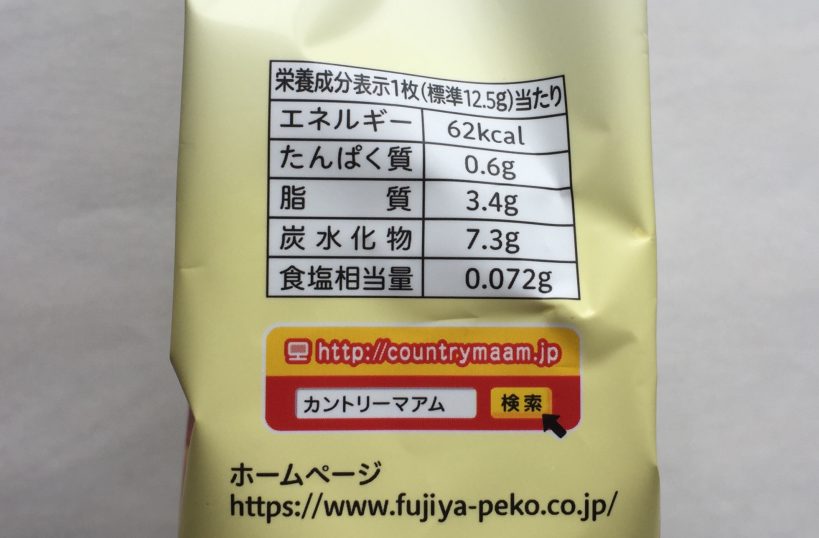 栄養成分表示1枚(標準12.5g)当たり
エネルギー 62kcal
たんぱく質 0.6g
脂質 3.4g
炭水化物 7.3g
食塩相当量 0.072g
http://countrymaam.jp
カントリーマアム 検索
ホームページ
https://www.fujiya-peko.co.jp/